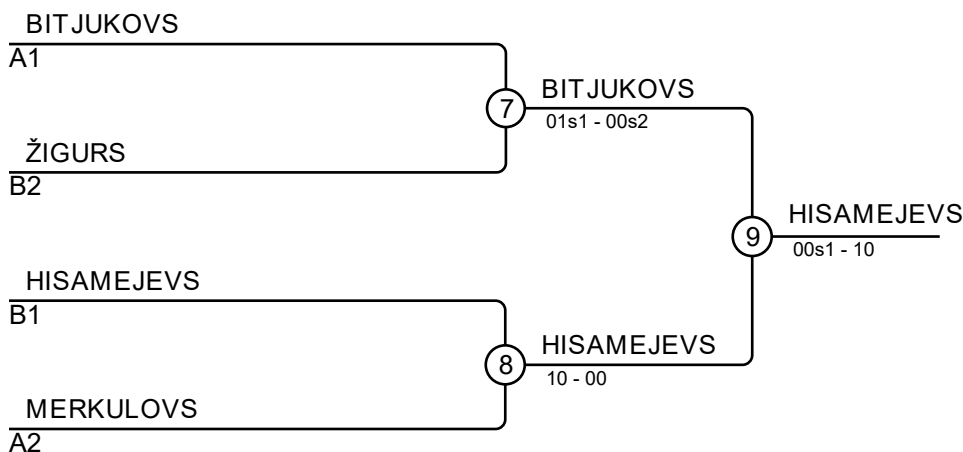 BITJUKOVS
A1
7
BITJUKOVS
01s1 - 00s2
ŽIGURS
B2
9
HISAMEJEVS
00s1 - 10
HISAMEJEVS
B1
8
HISAMEJEVS
10 - 00
MERKULOVS
A2